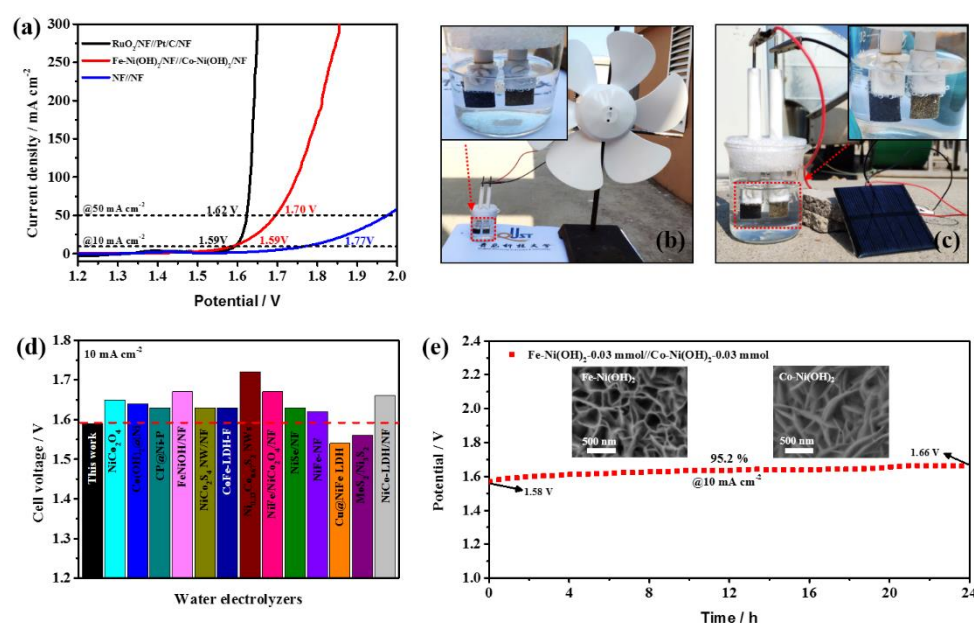 (a)
300
250
200
150
100
50
0
Current density / mA cm⁻²
RuO₂/NF//Pt/C/NF
Fe-Ni(OH)₂/NF//Co-Ni(OH)₂/NF
NF//NF
@50 mA cm⁻²
1.62 V
1.70 V
@10 mA cm⁻²
1.59V
1.59V
1.77V
1.2 1.3 1.4 1.5 1.6 1.7 1.8 1.9 2.0
Potential / V
(b)
(c)
(d)
10 mA cm⁻²
1.8
1.7
1.6
1.5
1.4
1.3
1.2
Cell voltage / V
This work
NiCo₂O₄
CP@Ni-P
FeNiOH/NF
NiCo₂S₄ NW/NF
CoFe-LDH-F
NiFe/NiCo₂O₄/NF
NiSe/NF
NiFe-NF
Cu@NiFe LDH
MoS₂/Ni₃S₂
NiCo-LDH/NF
Water electrolyzers
(e)
2.4
2.2
2.0
1.8
1.6
1.4
1.2
1.0
Potential / V
Fe-Ni(OH)₂-0.03 mmol//Co-Ni(OH)₂-0.03 mmol
Fe-Ni(OH)₂
500 nm
Co-Ni(OH)₂
500 nm
95.2 %
@10 mA cm⁻²
1.66 V
1.58 V
0 4 8 12 16 20 24
Time / h